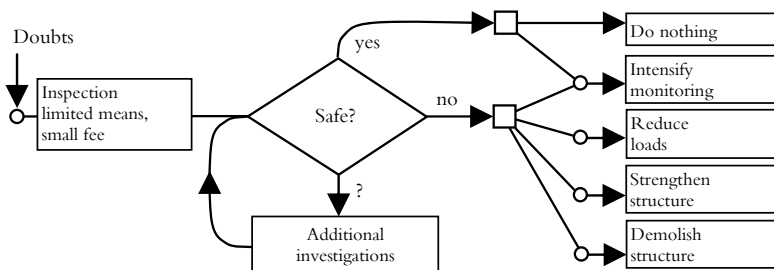 Doubts
Inspection
limited means,
small fee
yes
Safe?
no
?
Additional
investigations
Do nothing
Intensify
monitoring
Reduce
loads
Strengthen
structure
Demolish
structure